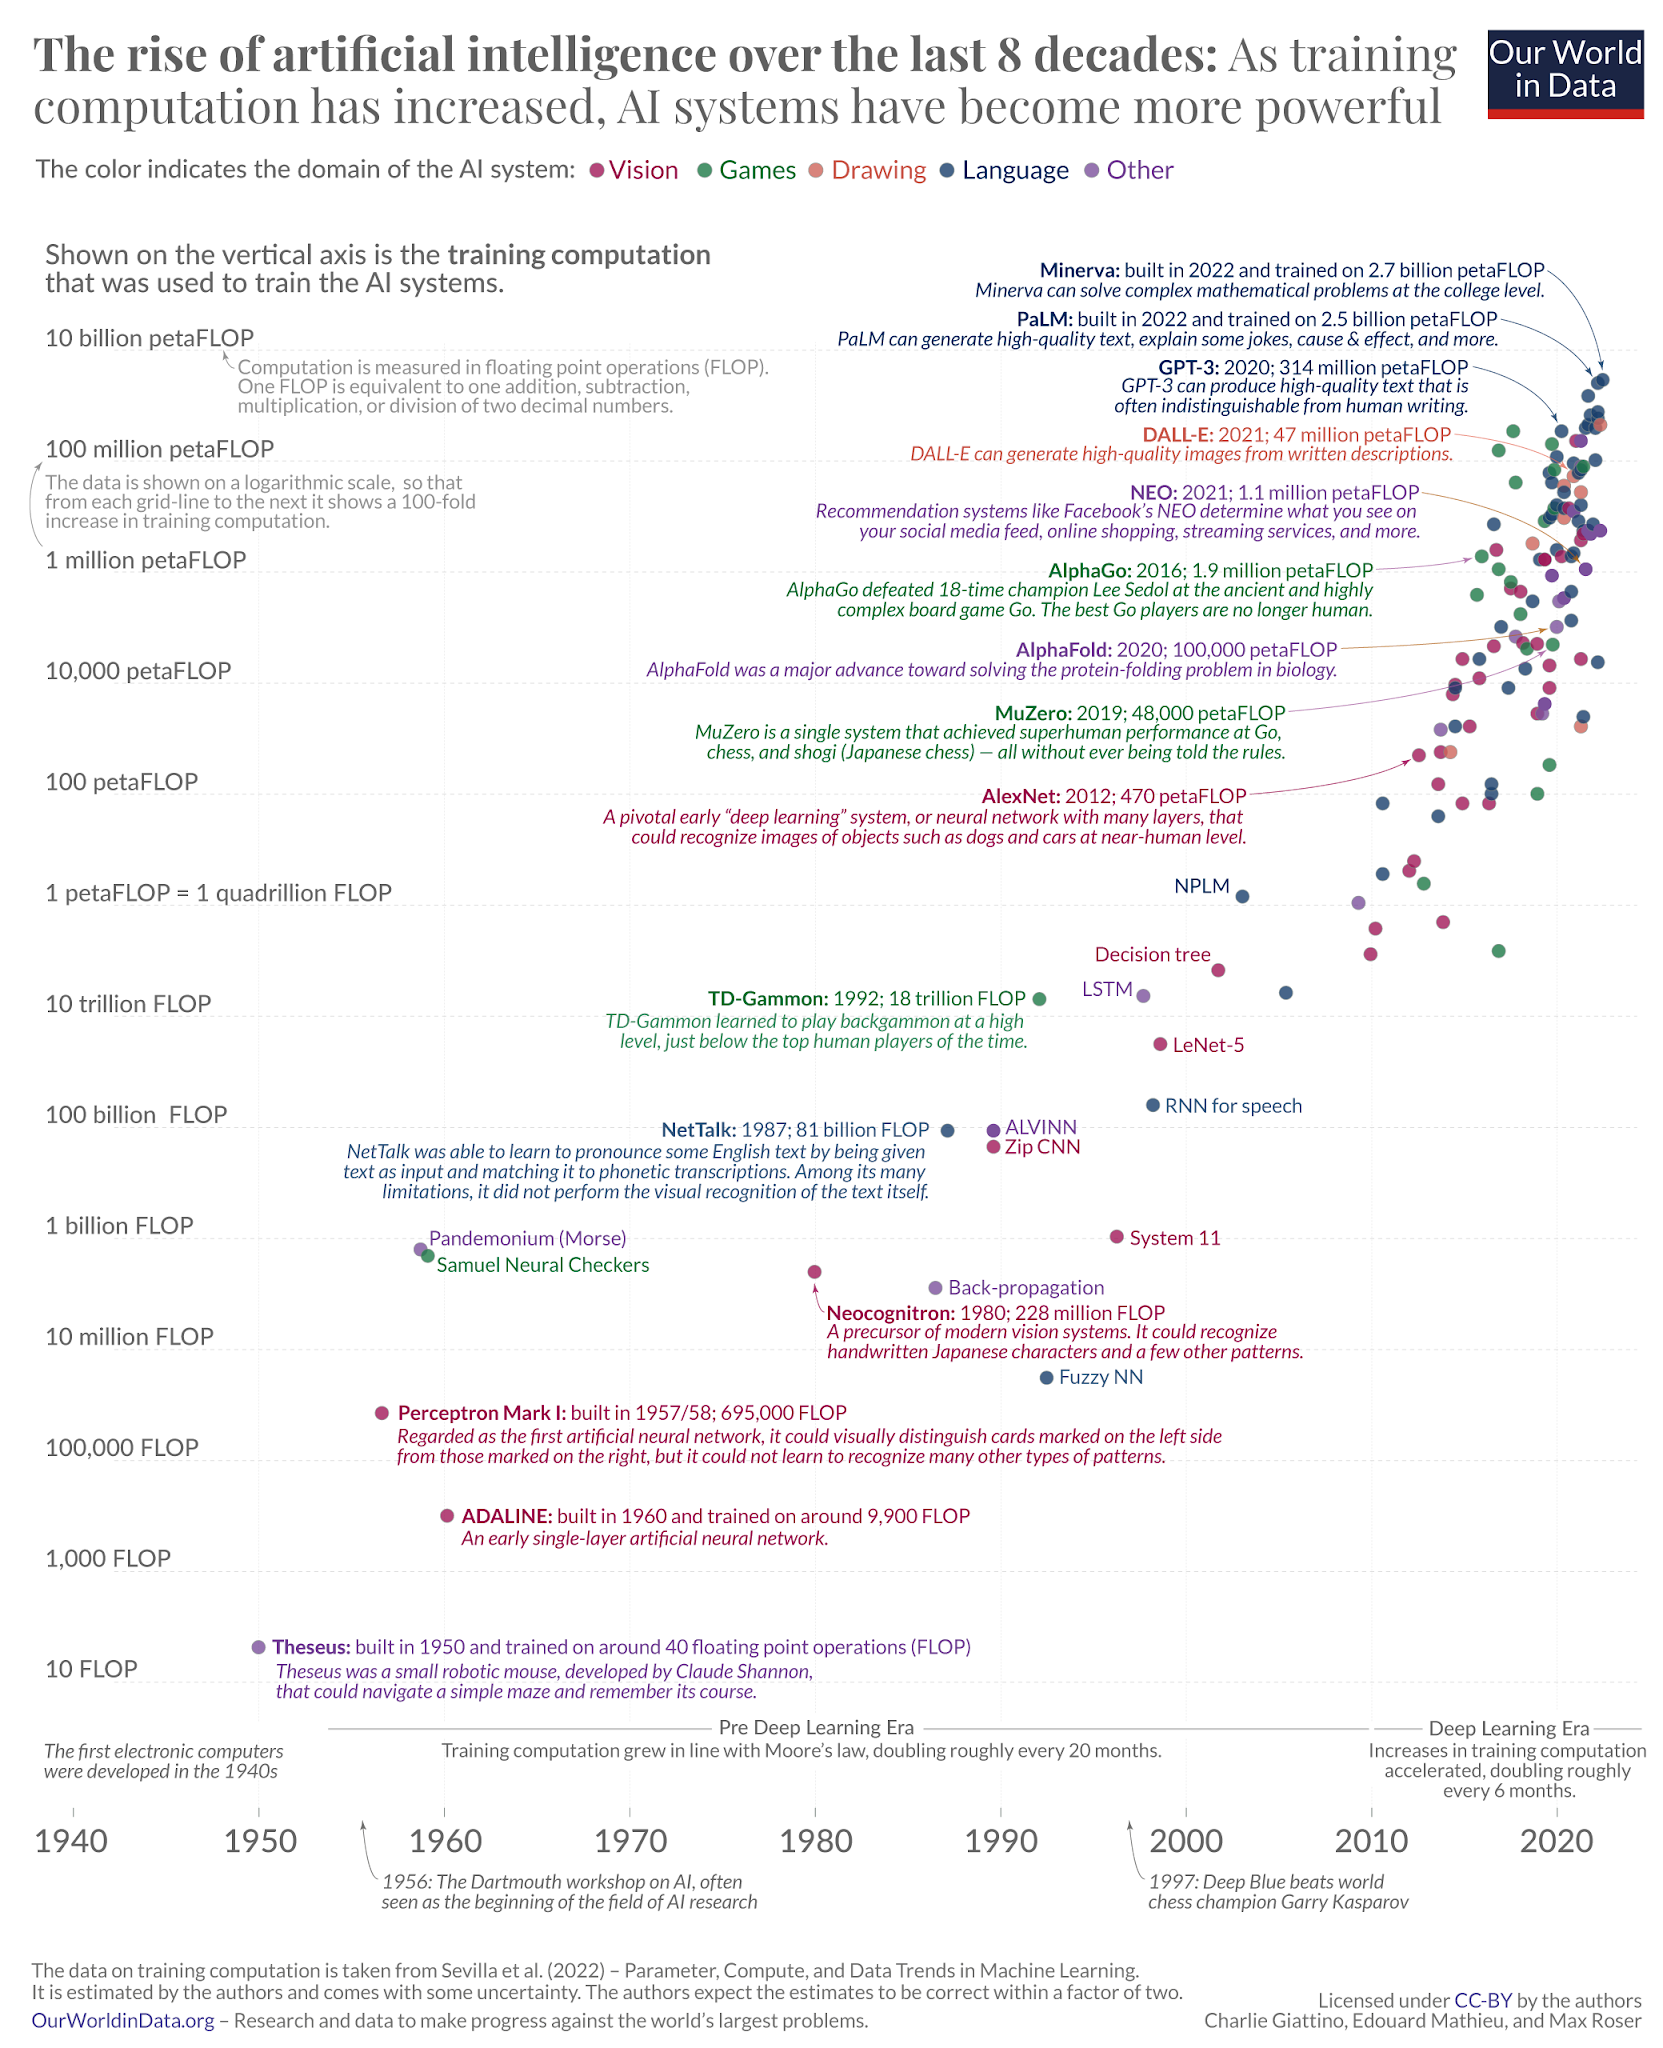 The rise of artificial intelligence over the last 8 decades: As training
computation has increased, AI systems have become more powerful
Our World
in Data
The color indicates the domain of the AI system: Vision Games Drawing Language Other
Shown on the vertical axis is the training computation
that was used to train the AI systems.
Minerva: built in 2022 and trained on 2.7 billion petaFLOP
Minerva can solve complex mathematical problems at the college level.
PaLM: built in 2022 and trained on 2.5 billion petaFLOP
PaLM can generate high-quality text, explain some jokes, cause & effect, and more.
10 billion petaFLOP
Computation is measured in floating point operations (FLOP).
One FLOP is equivalent to one addition, subtraction,
multiplication, or division of two decimal numbers.
GPT-3: 2020; 314 million petaFLOP
GPT-3 can produce high-quality text that is
often indistinguishable from human writing.
DALL-E: 2021; 47 million petaFLOP
DALL-E can generate high-quality images from written descriptions.
100 million petaFLOP
The data is shown on a logarithmic scale, so that
from each grid-line to the next it shows a 100-fold
increase in training computation.
NEO: 2021; 1.1 million petaFLOP
Recommendation systems like Facebook's NEO determine what you see on
your social media feed, online shopping, streaming services, and more.
1 million petaFLOP
AlphaGo: 2016; 1.9 million petaFLOP
AlphaGo defeated 18-time champion Lee Sedol at the ancient and highly
complex board game Go. The best Go players are no longer human.
AlphaFold: 2020; 100,000 petaFLOP
AlphaFold was a major advance toward solving the protein-folding problem in biology.
10,000 petaFLOP
MuZero: 2019; 48,000 petaFLOP
MuZero is a single system that achieved superhuman performance at Go,
chess, and shogi (Japanese chess) — all without ever being told the rules.
100 petaFLOP
AlexNet: 2012; 470 petaFLOP
A pivotal early “deep learning” system, or neural network with many layers, that
could recognize images of objects such as dogs and cars at near-human level.
1 petaFLOP = 1 quadrillion FLOP
NPLM
Decision tree
LSTM
10 trillion FLOP
TD-Gammon: 1992; 18 trillion FLOP
TD-Gammon learned to play backgammon at a high
level, just below the top human players of the time.
LeNet-5
100 billion FLOP
RNN for speech
NetTalk: 1987; 81 billion FLOP
NetTalk was able to learn to pronounce some English text by being given
text as input and matching it to phonetic transcriptions. Among its many
limitations, it did not perform the visual recognition of the text itself.
ALVINN
Zip CNN
1 billion FLOP
Pandemonium (Morse)
Samuel Neural Checkers
System 11
Back-propagation
Neocognitron: 1980; 228 million FLOP
A precursor of modern vision systems. It could recognize
handwritten Japanese characters and a few other patterns.
10 million FLOP
Fuzzy NN
Perceptron Mark I: built in 1957/58; 695,000 FLOP
Regarded as the first artificial neural network, it could visually distinguish cards marked on the left side
from those marked on the right, but it could not learn to recognize many other types of patterns.
100,000 FLOP
ADALINE: built in 1960 and trained on around 9,900 FLOP
An early single-layer artificial neural network.
1,000 FLOP
Theseus: built in 1950 and trained on around 40 floating point operations (FLOP)
Theseus was a small robotic mouse, developed by Claude Shannon,
that could navigate a simple maze and remember its course.
10 FLOP
The first electronic computers
were developed in the 1940s
Pre Deep Learning Era
Training computation grew in line with Moore's law, doubling roughly every 20 months.
Deep Learning Era
Increases in training computation
accelerated, doubling roughly
every 6 months.
1940 1950 1960 1970 1980 1990 2000 2010 2020
1956: The Dartmouth workshop on AI, often
seen as the beginning of the field of AI research
1997: Deep Blue beats world
chess champion Garry Kasparov
The data on training computation is taken from Sevilla et al. (2022) – Parameter, Compute, and Data Trends in Machine Learning.
It is estimated by the authors and comes with some uncertainty. The authors expect the estimates to be correct within a factor of two.
OurWorldinData.org – Research and data to make progress against the world's largest problems.
Licensed under CC-BY by the authors
Charlie Giattino, Edouard Mathieu, and Max Roser